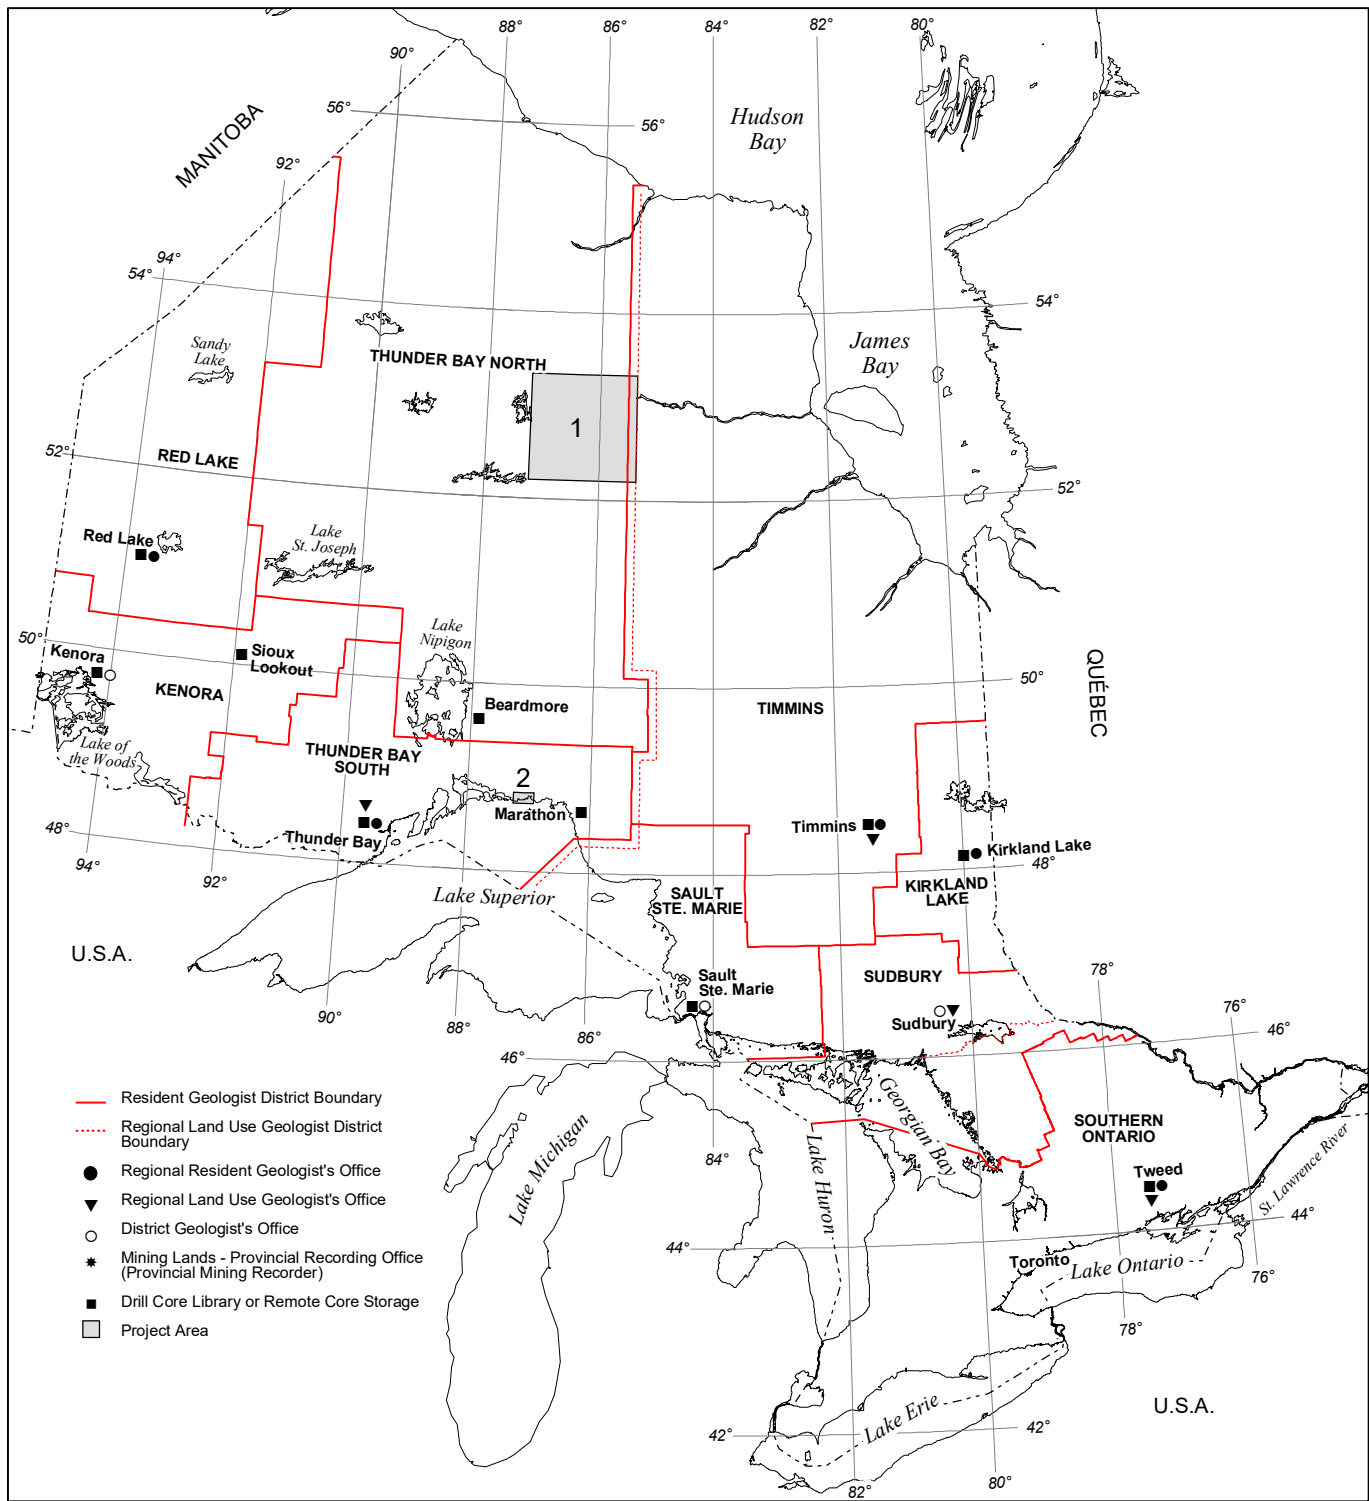 88°
86°
84°
82°
80°
90°
56°
56°
Hudson
Bay
MANITOBA
92°
94°
54°
54°
Sandy
Lake
THUNDER BAY NORTH
James
Bay
1
52°
RED LAKE
52°
Red Lake
Lake
St. Joseph
50°
Kenora
Sioux
Lookout
Lake
Nipigon
50°
QUÉBEC
KENORA
Beardmore
TIMMINS
Lake of
the Woods
THUNDER BAY
SOUTH
2
Marathon
Timmins
48°
Thunder Bay
Kirkland Lake
48°
94°
92°
Lake Superior
SAULT
STE. MARIE
KIRKLAND
LAKE
U.S.A.
Sault
Ste. Marie
SUDBURY
78°
Sudbury
76°
90°
88°
86°
46°
46°
Resident Geologist District Boundary
Regional Land Use Geologist District
Boundary
Regional Resident Geologist's Office
Regional Land Use Geologist's Office
District Geologist's Office
Mining Lands - Provincial Recording Office
(Provincial Mining Recorder)
Drill Core Library or Remote Core Storage
Project Area
Lake Michigan
84°
Lake Huron
Georgian Bay
SOUTHERN
ONTARIO
Tweed
St. Lawrence River
44°
44°
Toronto
Lake Ontario
76°
78°
Lake Erie
42°
42°
U.S.A.
82°
80°